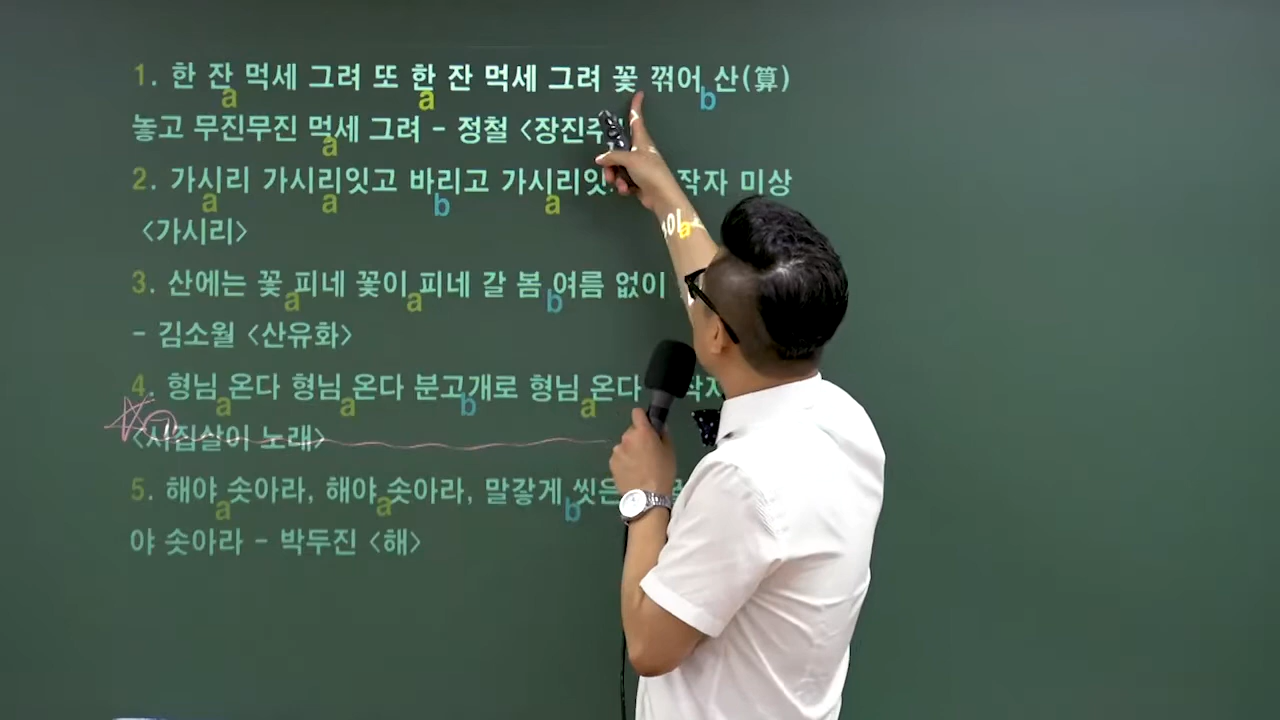 1. 한 잔 먹세 그려 또 한 잔 먹세 그려 꽃 꺾어 산(算)
a a b
놓고 무진무진 먹세 그려 - 정철 <장진주
a
2. 가시리 가시리잇고 바리고 가시리잇 작자 미상
a a b a
<가시리>
a
3. 산에는 꽃 피네 꽃이 피네 갈 봄 여름 없이
a a b
- 김소월 <산유화>
4. 형님 온다 형님 온다 분고개로 형님 온다
a a b a
<시집살이 노래>
5. 해야 솟아라, 해야 솟아라, 말갛게 씻은
a a b
야 솟아라 - 박두진 <해>